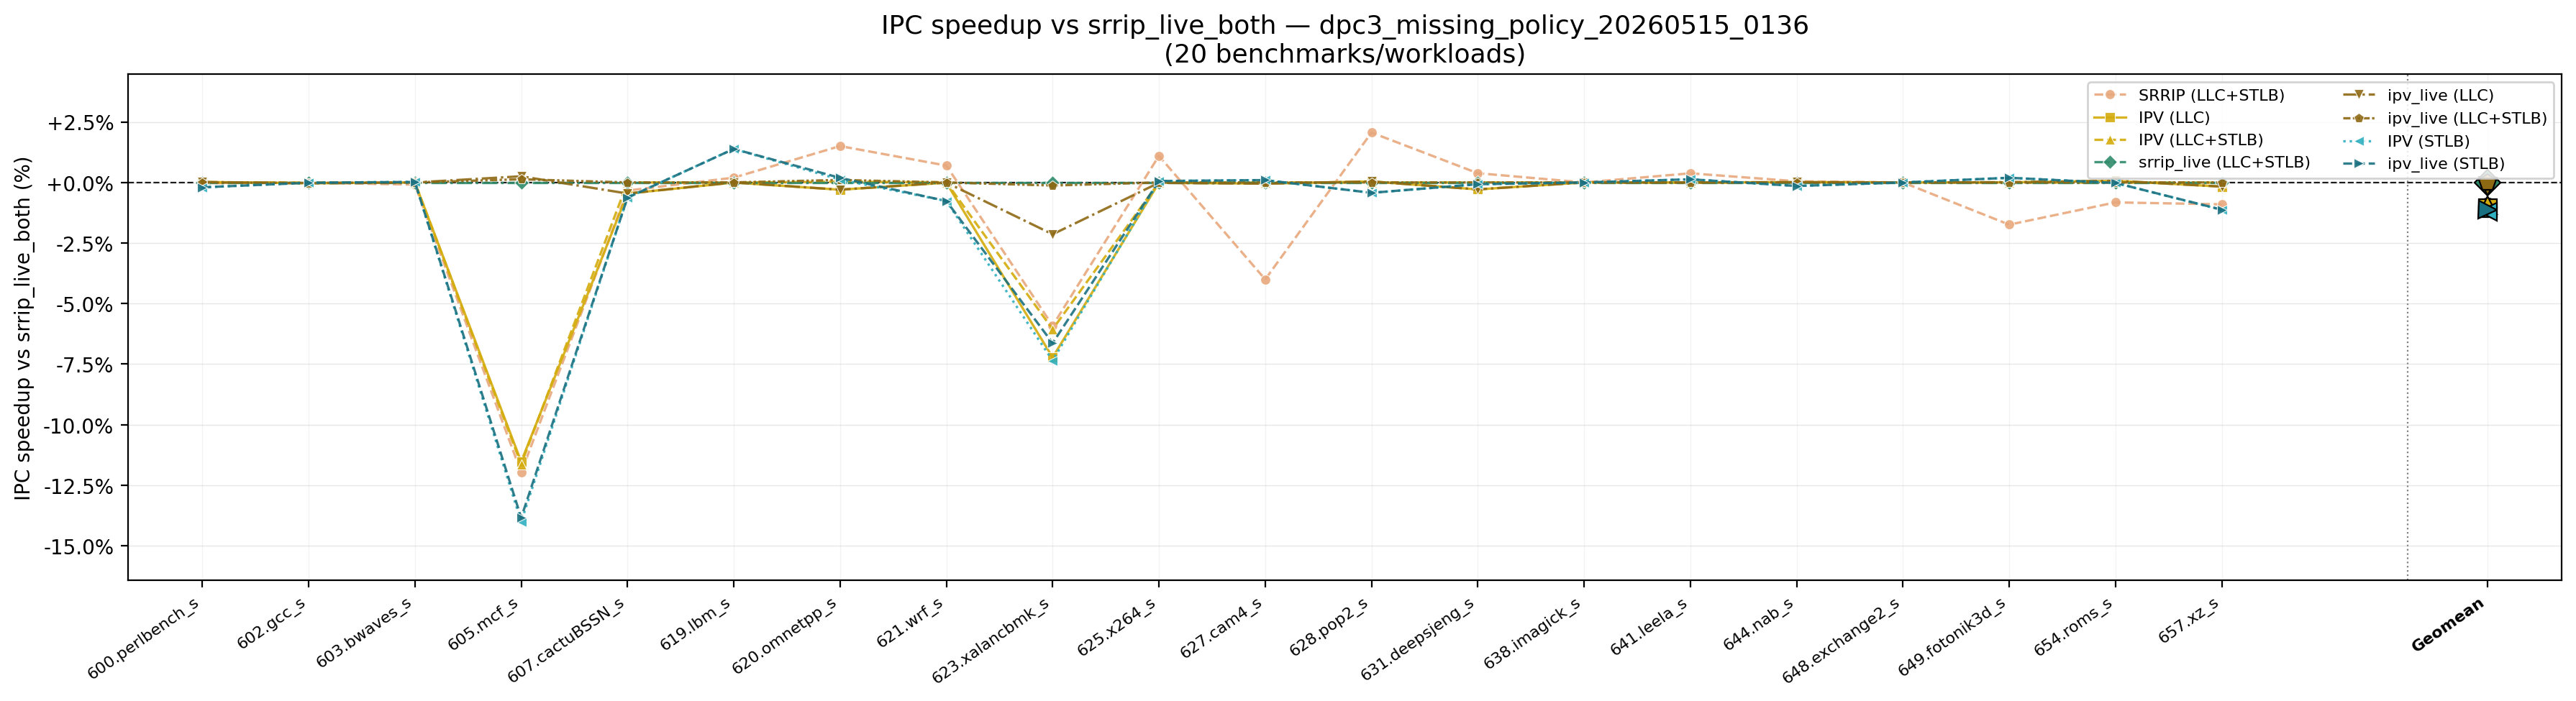 IPC speedup vs srrip_live_both — dpc3_missing_policy_20260515_0136
(20 benchmarks/workloads)
IPC speedup vs srrip_live_both (%)
+2.5%
+0.0%
-2.5%
-5.0%
-7.5%
-10.0%
-12.5%
-15.0%
SRRIP (LLC+STLB)
IPV (LLC)
IPV (LLC+STLB)
srrip_live (LLC+STLB)
ipv_live (LLC)
ipv_live (LLC+STLB)
IPV (STLB)
ipv_live (STLB)
600.perlbench_s
602.gcc_s
603.bwaves_s
605.mcf_s
607.cactuBSSN_s
619.lbm_s
620.omnetpp_s
621.wrf_s
623.xalancbmk_s
625.x264_s
627.cam4_s
628.pop2_s
631.deepsjeng_s
638.imagick_s
641.leela_s
644.nab_s
648.exchange2_s
649.fotonik3d_s
654.roms_s
657.xz_s
Geomean